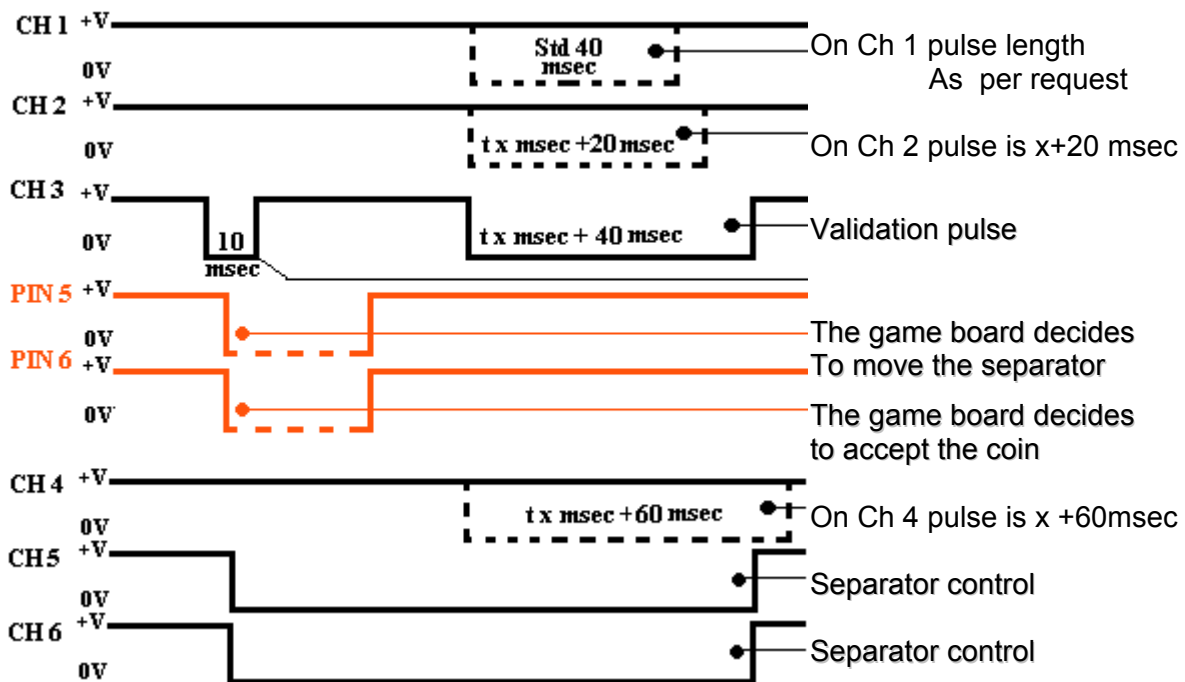 CH 1 +V
Std 40
msec
On Ch 1 pulse length
0V
As per request
CH 2 +V
t x msec +20 msec
On Ch 2 pulse is x+20 msec
0V
CH 3 +V
10
msec
t x msec + 40 msec
Validation pulse
0V
PIN 5 +V
0V
The game board decides
To move the separator
PIN 6 +V
0V
The game board decides
to accept the coin
CH 4 +V
t x msec +60 msec
On Ch 4 pulse is x +60msec
0V
CH 5 +V
0V
Separator control
CH 6 +V
0V
Separator control